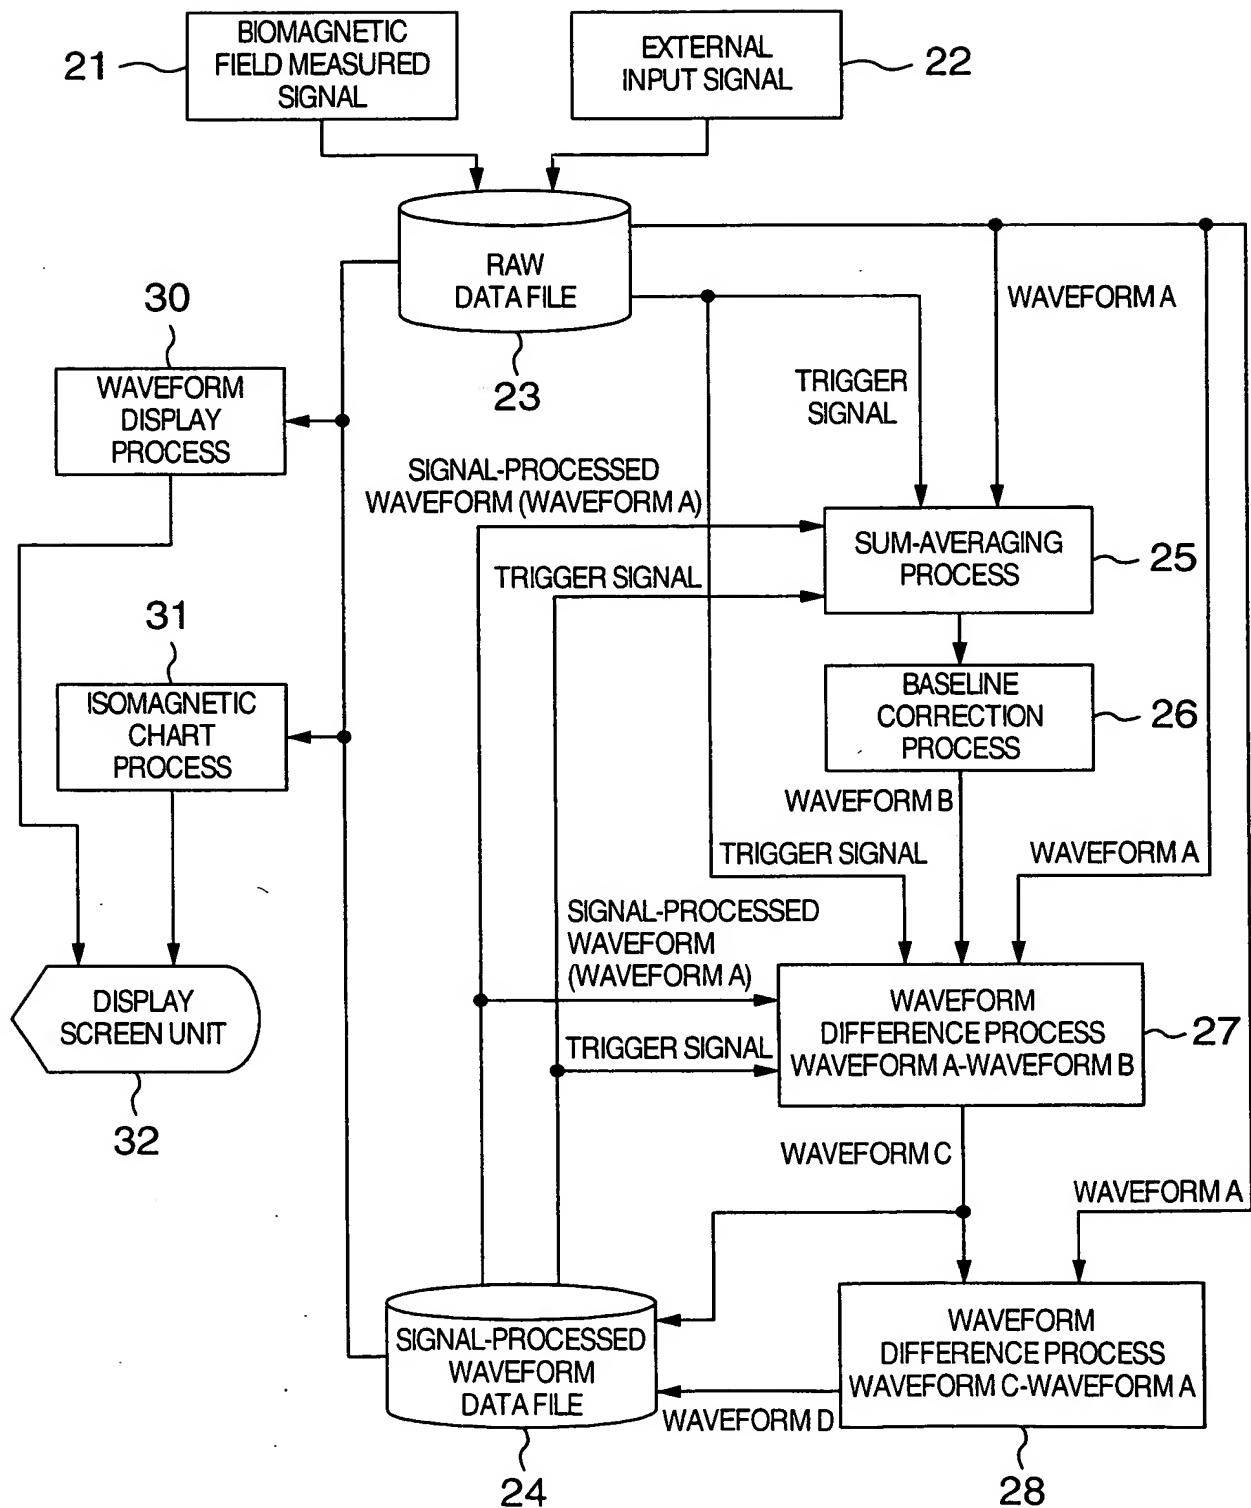 BIOMAGNETIC
FIELD MEASURED
SIGNAL
21
EXTERNAL
INPUT SIGNAL
22
RAW
DATA FILE
23
WAVEFORM A
TRIGGER
SIGNAL
30
WAVEFORM
DISPLAY
PROCESS
SIGNAL-PROCESSED
WAVEFORM (WAVEFORM A)
SUM-AVERAGING
PROCESS
25
TRIGGER SIGNAL
31
ISOMAGNETIC
CHART
PROCESS
BASELINE
CORRECTION
PROCESS
26
WAVEFORM B
TRIGGER SIGNAL
WAVEFORM A
SIGNAL-PROCESSED
WAVEFORM
(WAVEFORM A)
DISPLAY
SCREEN UNIT
32
WAVEFORM
DIFFERENCE PROCESS
WAVEFORM A-WAVEFORM B
27
TRIGGER SIGNAL
WAVEFORM C
WAVEFORM A
SIGNAL-PROCESSED
WAVEFORM
DATA FILE
24
WAVEFORM
DIFFERENCE PROCESS
WAVEFORM C-WAVEFORM A
WAVEFORM D
28